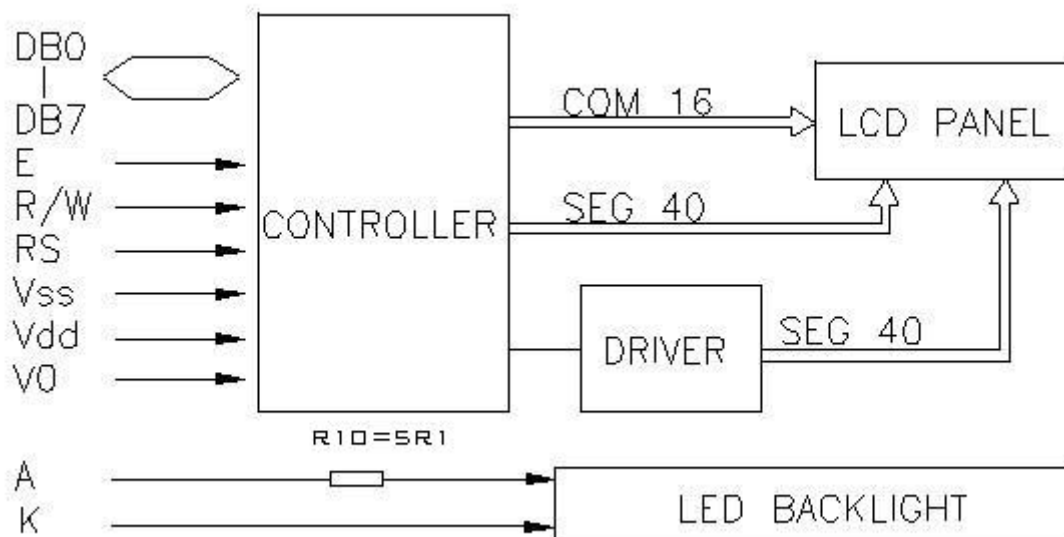 DB0
DB7
E
R/W
RS
Vss
Vdd
V0
CONTROLLER
COM 16
SEG 40
LCD PANEL
DRIVER
SEG 40
R10=5R1
A
K
LED BACKLIGHT